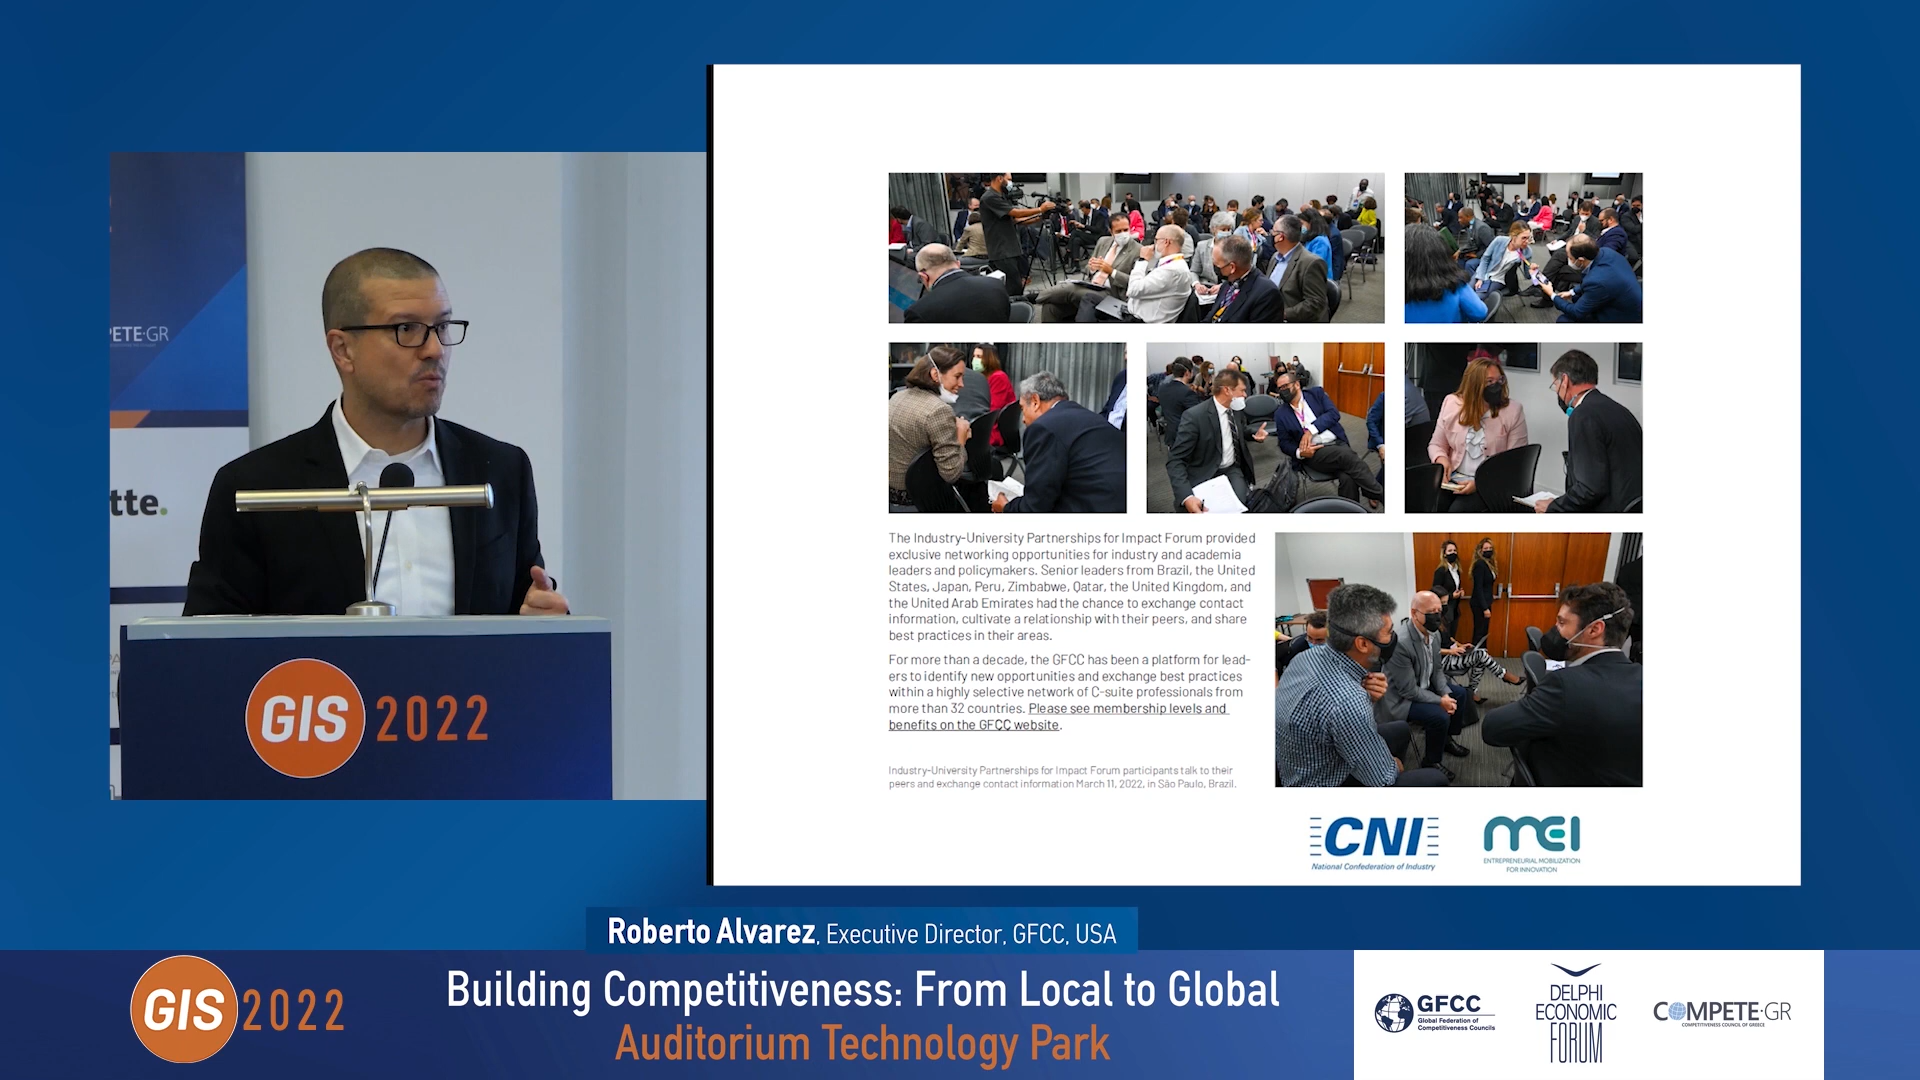 PETE·GR
tte.
GIS 2022
The Industry-University Partnerships for Impact Forum provided
exclusive networking opportunities for industry and academia
leaders and policymakers. Senior leaders from Brazil, the United
States, Japan, Peru, Zimbabwe, Qatar, the United Kingdom, and
the United Arab Emirates had the chance to exchange contact
information, cultivate a relationship with their peers, and share
best practices in their areas.
For more than a decade, the GFCC has been a platform for lead-
ers to identify new opportunities and exchange best practices
within a highly selective network of C-suite professionals from
more than 32 countries. Please see membership levels and
benefits on the GFCC website.
Industry-University Partnerships for Impact Forum participants talk to their
peers and exchange contact information March 11, 2022, in São Paulo, Brazil.
CNI
National Confederation of Industry
MEI
ENTREPRENEURIAL MOBILIZATION
FOR INNOVATION
Roberto Alvarez, Executive Director, GFCC, USA
GIS 2022
Building Competitiveness: From Local to Global
Auditorium Technology Park
GFCC
Global Federation of
Competitiveness Councils
DELPHI
ECONOMIC
FORUM
COMPETE·GR
COMPETITIVENESS COUNCIL OF GREECE